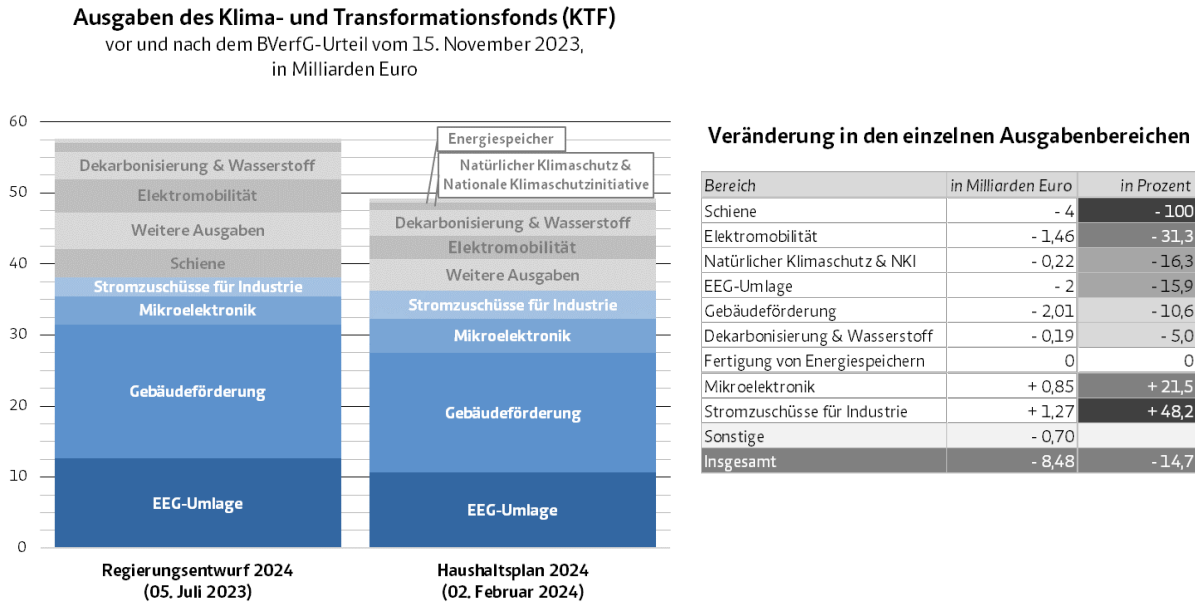 Ausgaben des Klima- und Transformationsfonds (KTF)
vor und nach dem BVerfG-Urteil vom 15. November 2023,
in Milliarden Euro
60
50
40
30
20
10
0
Dekarbonisierung & Wasserstoff
Elektromobilität
Weitere Ausgaben
Schiene
Stromzuschüsse für Industrie
Mikroelektronik
Gebäudeförderung
EEG-Umlage
Regierungsentwurf 2024
(05. Juli 2023)
Energiespeicher
Natürlicher Klimaschutz &
Nationale Klimaschutzinitiative
Dekarbonisierung & Wasserstoff
Elektromobilität
Weitere Ausgaben
Stromzuschüsse für Industrie
Mikroelektronik
Gebäudeförderung
EEG-Umlage
Haushaltsplan 2024
(02. Februar 2024)
Veränderung in den einzelnen Ausgabenbereichen
Bereich in Milliarden Euro in Prozent
Schiene - 4 - 100
Elektromobilität - 1,46 - 31,3
Natürlicher Klimaschutz & NKI - 0,22 - 16,3
EEG-Umlage - 2 - 15,9
Gebäudeförderung - 2,01 - 10,6
Dekarbonisierung & Wasserstoff - 0,19 - 5,0
Fertigung von Energiespeichern 0 0
Mikroelektronik + 0,85 + 21,5
Stromzuschüsse für Industrie + 1,27 + 48,2
Sonstige - 0,70
Insgesamt - 8,48 - 14,7